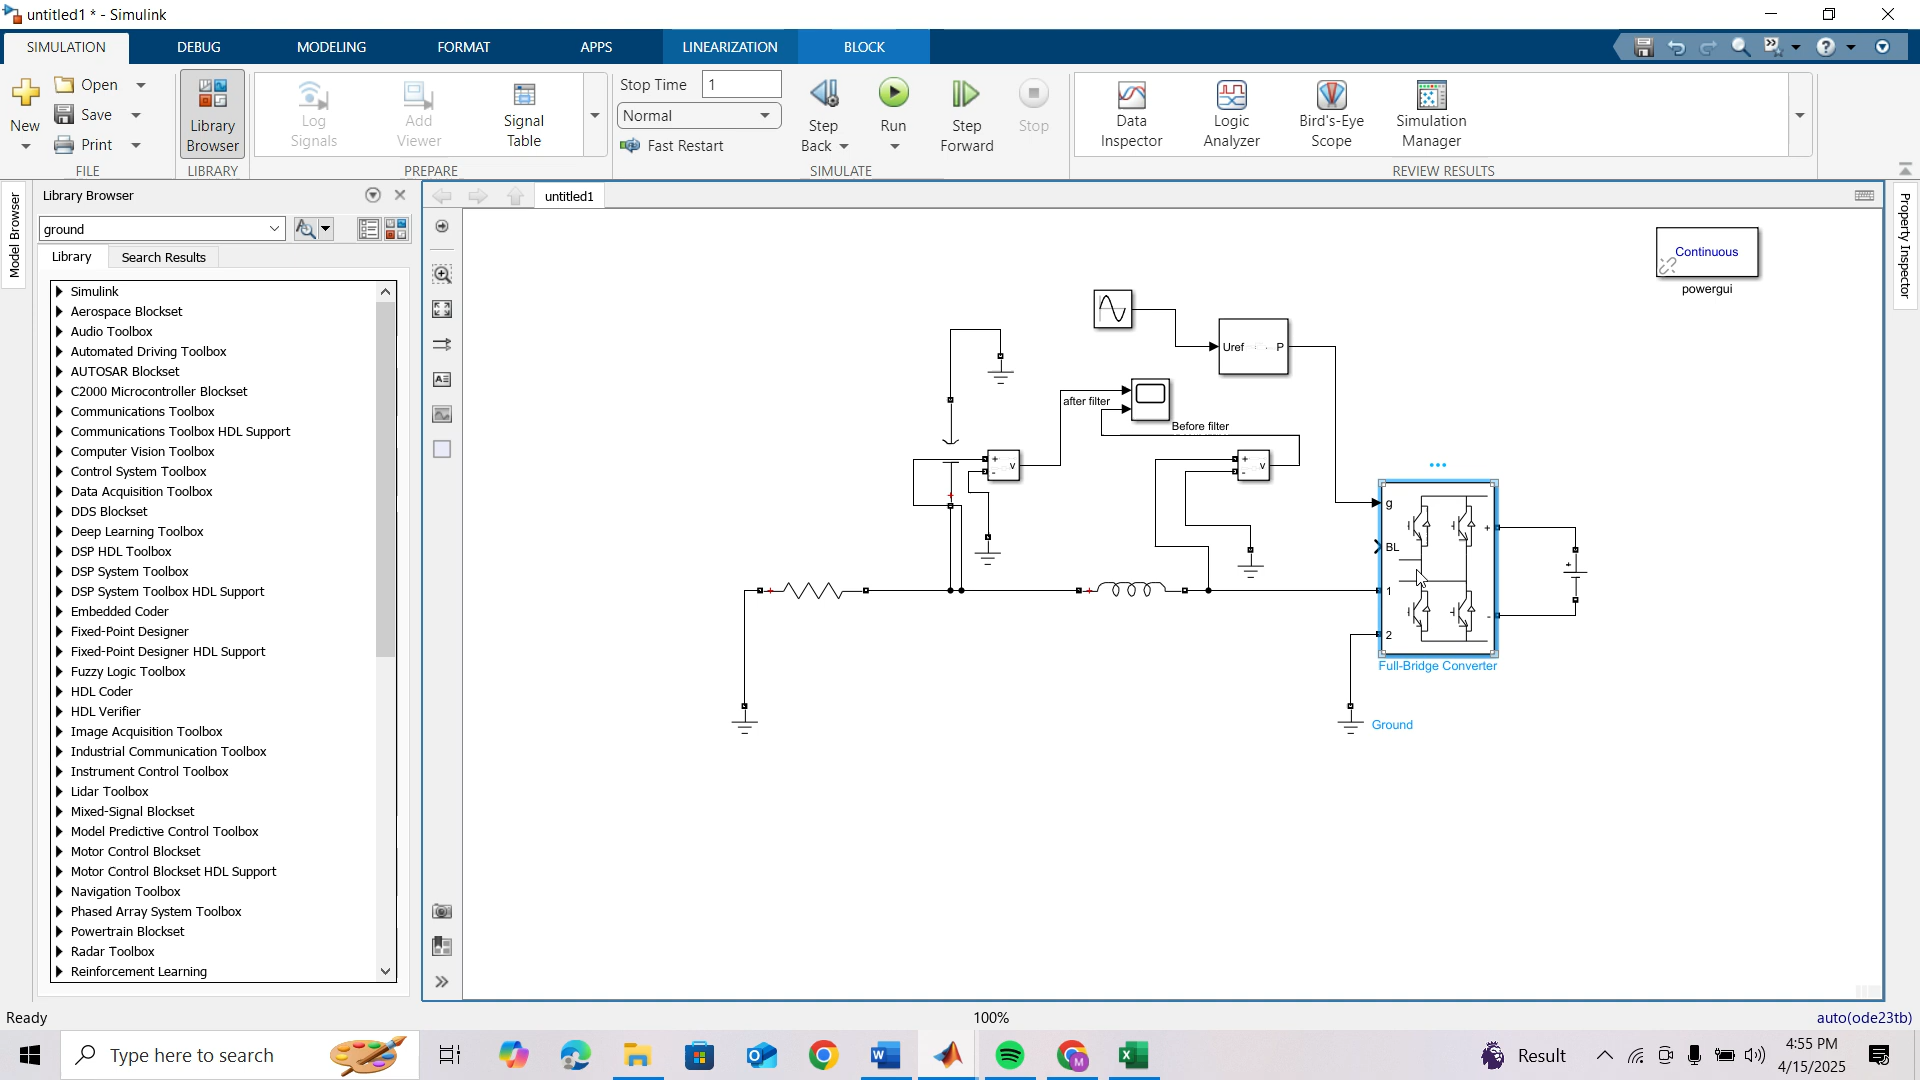 untitled1 * - Simulink
SIMULATION
DEBUG
MODELING
FORMAT
APPS
LINEARIZATION
BLOCK
New
Open
Save
Print
FILE
Library
Browser
LIBRARY
Log
Signals
Add
Viewer
Signal
Table
PREPARE
Stop Time
1
Normal
Fast Restart
Step
Back
Run
Step
Forward
Stop
SIMULATE
Data
Inspector
Logic
Analyzer
Bird's-Eye
Scope
Simulation
Manager
REVIEW RESULTS
Model Browser
Library Browser
ground
Library
Search Results
Simulink
Aerospace Blockset
Audio Toolbox
Automated Driving Toolbox
AUTOSAR Blockset
C2000 Microcontroller Blockset
Communications Toolbox
Communications Toolbox HDL Support
Computer Vision Toolbox
Control System Toolbox
Data Acquisition Toolbox
DDS Blockset
Deep Learning Toolbox
DSP HDL Toolbox
DSP System Toolbox
DSP System Toolbox HDL Support
Embedded Coder
Fixed-Point Designer
Fixed-Point Designer HDL Support
Fuzzy Logic Toolbox
HDL Coder
HDL Verifier
Image Acquisition Toolbox
Industrial Communication Toolbox
Instrument Control Toolbox
Lidar Toolbox
Mixed-Signal Blockset
Model Predictive Control Toolbox
Motor Control Blockset
Motor Control Blockset HDL Support
Navigation Toolbox
Phased Array System Toolbox
Powertrain Blockset
Radar Toolbox
Reinforcement Learning
untitled1
Property Inspector
Continuous
powergui
Uref
P
after filter
Before filter
+
-
v
+
-
v
g
BL
1
2
+
-
Full-Bridge Converter
Ground
Ready
100%
auto(ode23tb)
Type here to search
Result
4:55 PM
4/15/2025